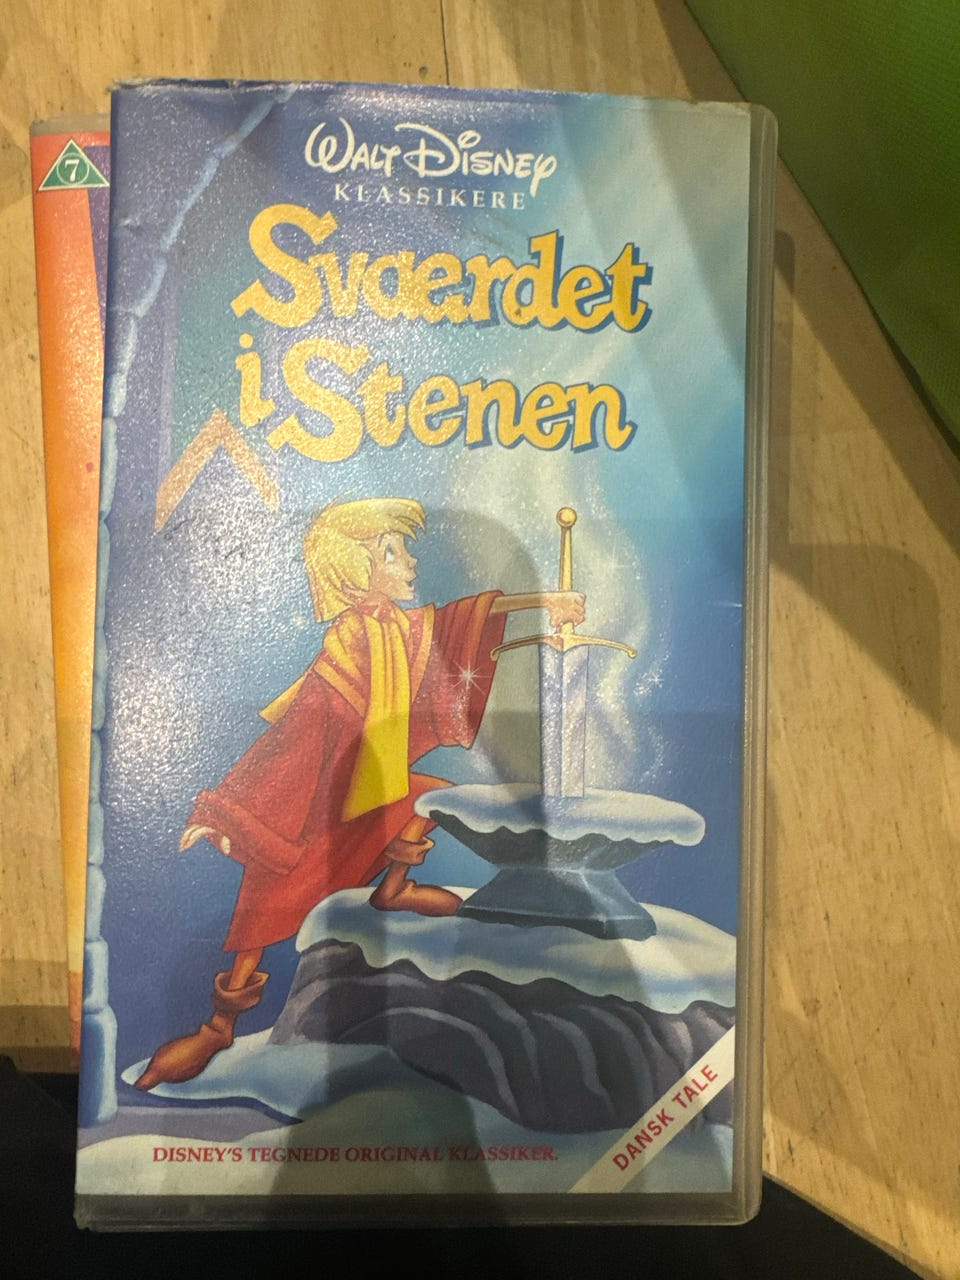 7
WALT DISNEY
KLASSIKERE
Sværdet
i Stenen
DANSK TALE
DISNEY'S TEGNEDE ORIGINAL KLASSIKER.